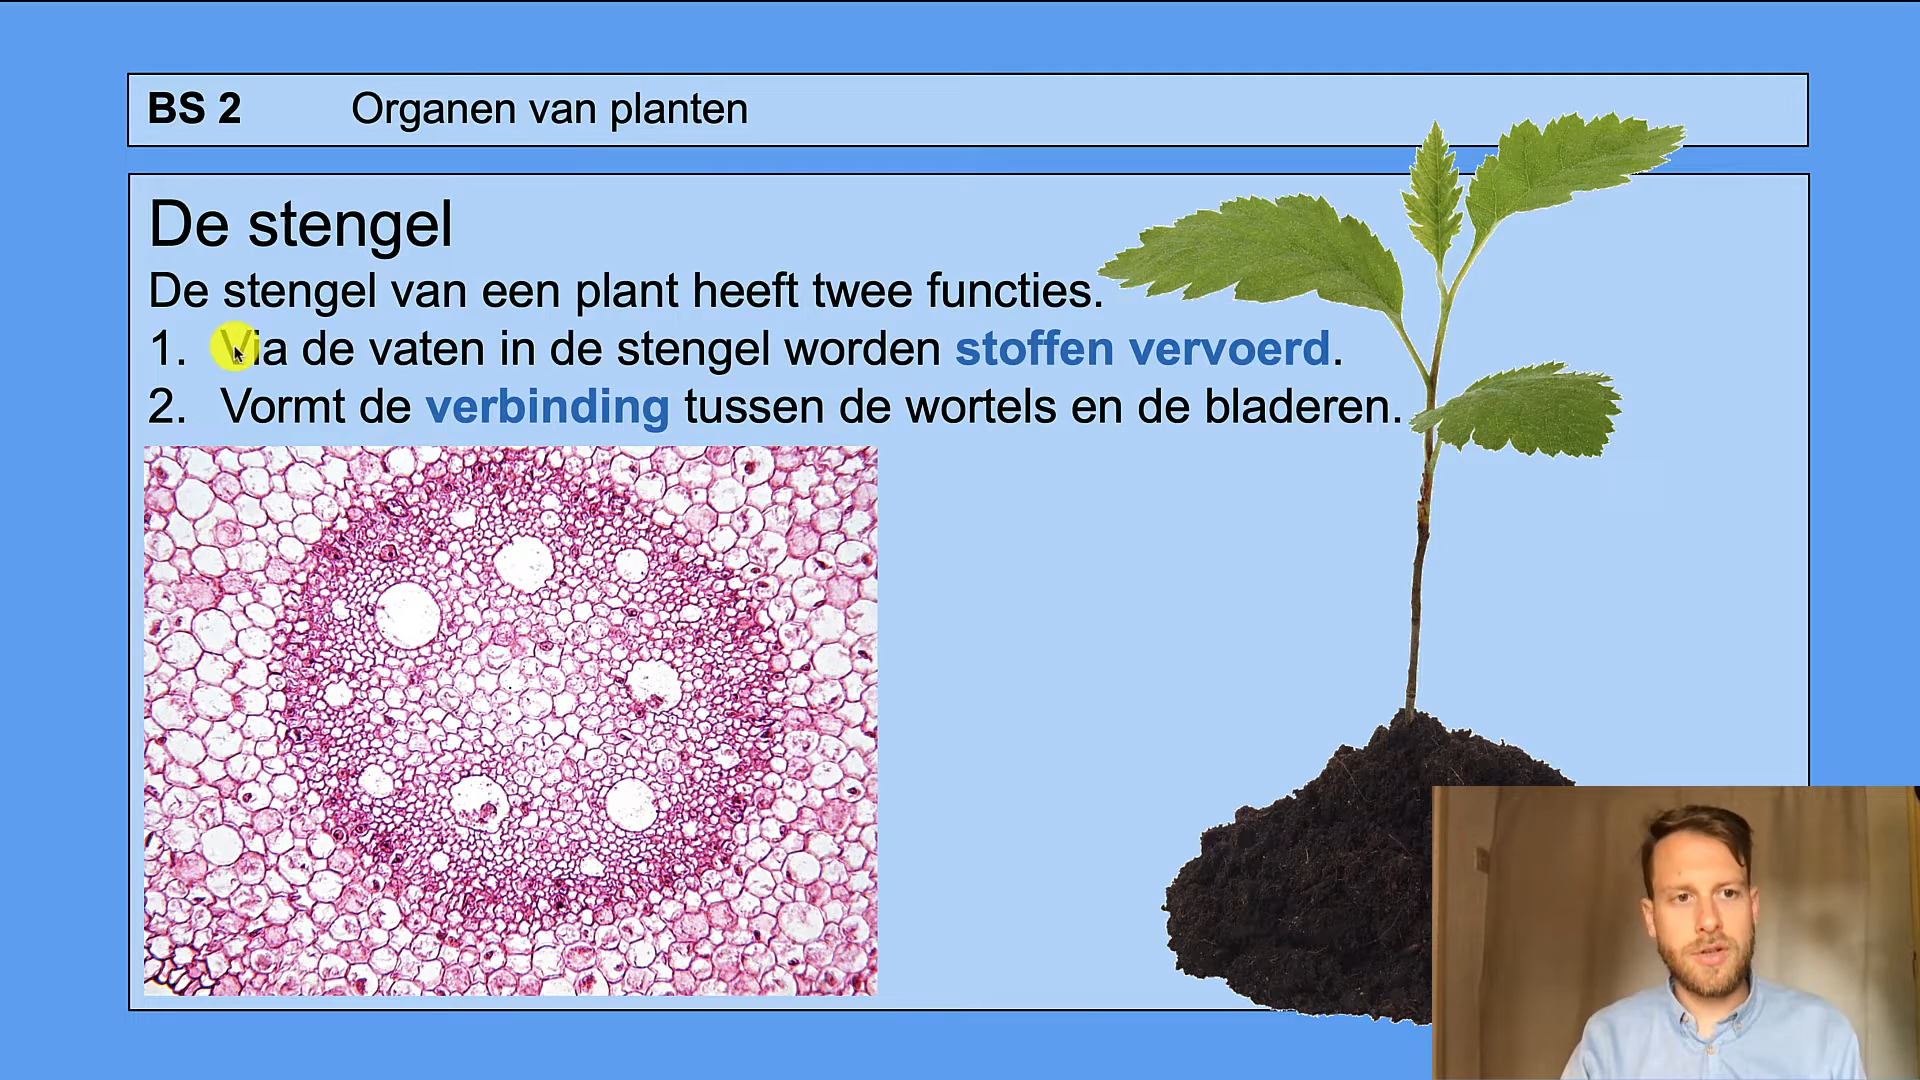 BS 2 Organen van planten
De stengel
De stengel van een plant heeft twee functies.
1. Via de vaten in de stengel worden stoffen vervoerd.
2. Vormt de verbinding tussen de wortels en de bladeren.